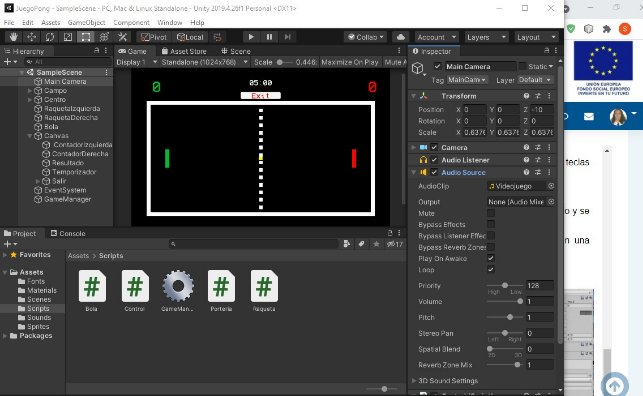 JuegoPong - SampleScene - PC, Mac & Linux Standalone - Unity 2019.4.28f1 Personal <DX11>
File Edit Assets GameObject Component Window Help
Pivot Local Collab Account Layers Layout
Hierarchy Game Asset Store Scene Inspector
All Display 1 Standalone (1024x768) Scale 0.446: Maximize On Play Mute A
SampleScene
Main Camera
Campo
Centro
RaquetaIzquierda
RaquetaDerecha
Bola
Canvas
ContadorIzquierda
ContadorDerecha
Resultado
Temporizador
Salir
EventSystem
GameManager
0 05:00 0
Exit
Main Camera Static
Tag MainCam Layer Default
Transform
Position X 0 Y 0 Z -10
Rotation X 0 Y 0 Z 0
Scale X 0.6376 Y 0.6376 Z 0.6376
Camera
Audio Listener
Audio Source
AudioClip Videojuego
Output None (Audio Mixe
Mute
Bypass Effects
Bypass Listener Effec
Bypass Reverb Zones
Play On Awake
Loop
Priority 128
High Low
Volume 1
Pitch 1
Stereo Pan 0
Left Right
Spatial Blend 0
2D 3D
Reverb Zone Mix 1
3D Sound Settings
Project Console
17
Favorites
Assets
Fonts
Materials
Scenes
Scripts
Sounds
Sprites
Packages
Assets > Scripts
Bola Control GameMan... Porteria Raqueta
S
UNIÓN EUROPEA
FONDO SOCIAL EUROPEO
INVIERTE EN TU FUTURO
teclas
o y se
n una